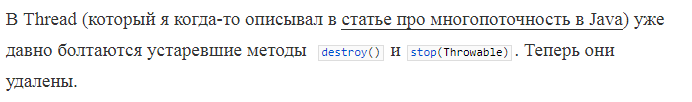 В Thread (который я когда-то описывал в статье про многопоточность в Java) уже
давно болтаются устаревшие методы destroy() и stop(Throwable). Теперь они
удалены.